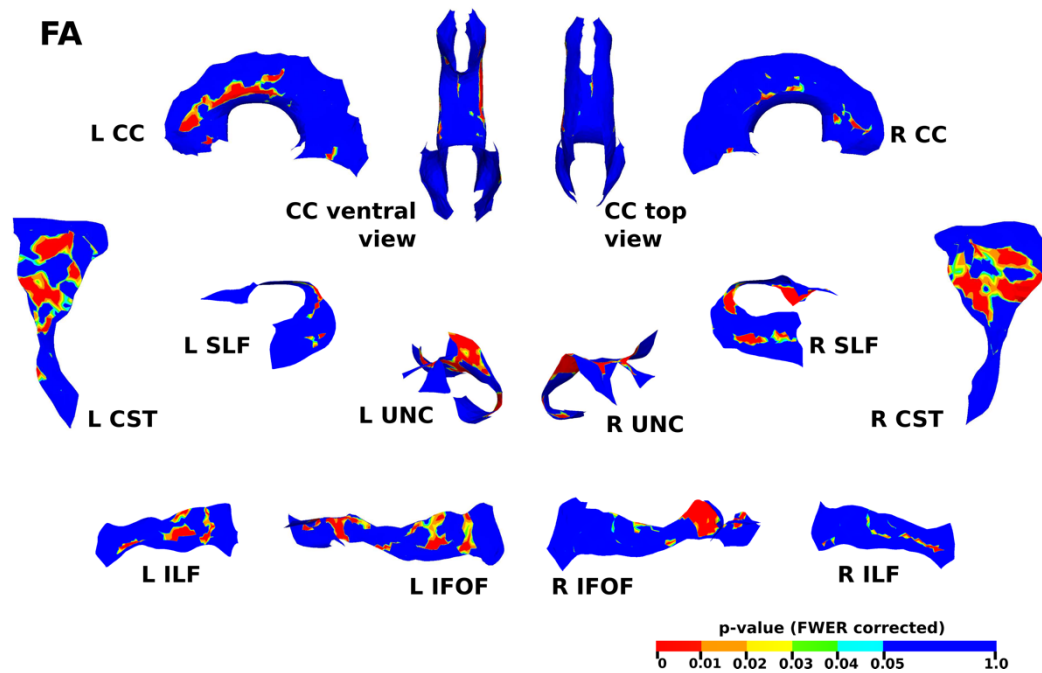 FA
L CC
R CC
CC ventral
view
CC top
view
L SLF
R SLF
L CST
L UNC
R UNC
R CST
L ILF
L IFOF
R IFOF
R ILF
p-value (FWER corrected)
0 0.01 0.02 0.03 0.04 0.05 1.0